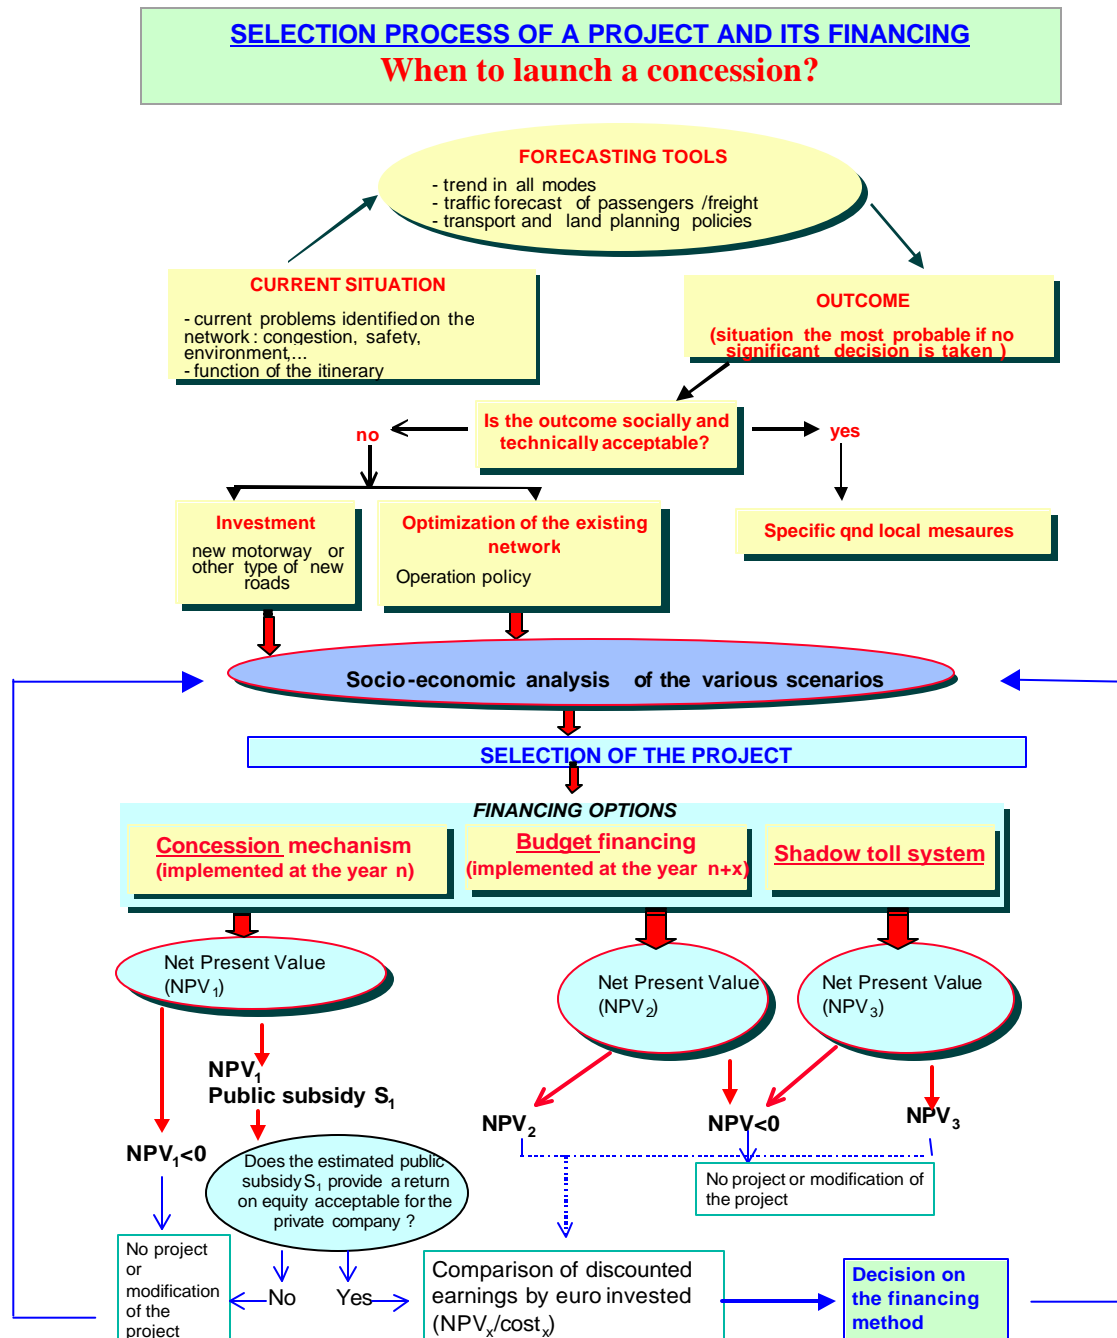 SELECTION PROCESS OF A PROJECT AND ITS FINANCING
When to launch a concession?
FORECASTING TOOLS
- trend in all modes
- traffic forecast of passengers /freight
- transport and land planning policies
CURRENT SITUATION
- current problems identified on the
network : congestion, safety,
environment,...
- function of the itinerary
OUTCOME
(situation the most probable if no
significant decision is taken )
Is the outcome socially and
technically acceptable?
no
yes
Investment
new motorway or
other type of new
roads
Optimization of the existing
network
Operation policy
Specific qnd local mesaures
Socio-economic analysis of the various scenarios
SELECTION OF THE PROJECT
FINANCING OPTIONS
Concession mechanism
(implemented at the year n)
Budget financing
(implemented at the year n+x)
Shadow toll system
Net Present Value
(NPV1)
Net Present Value
(NPV2)
Net Present Value
(NPV3)
NPV1
Public subsidy S1
NPV1<0
NPV2
NPV<0
NPV3
Does the estimated public
subsidy S1 provide a return
on equity acceptable for the
private company ?
No project or modification of
the project
No project
or
modification
of the
project
No
Yes
Comparison of discounted
earnings by euro invested
(NPVx/costx)
Decision on
the financing
method